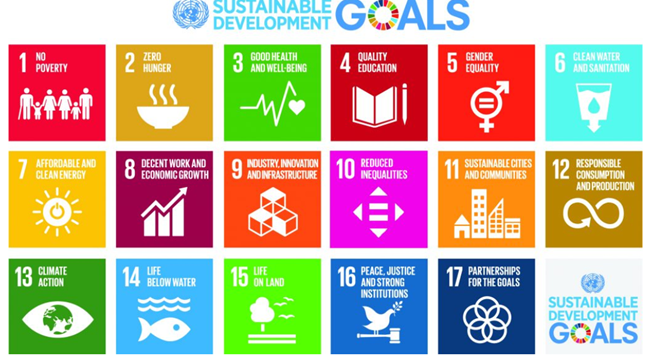 SUSTAINABLE
DEVELOPMENT
GOALS
1 NO
POVERTY
2 ZERO
HUNGER
3 GOOD HEALTH
AND WELL-BEING
4 QUALITY
EDUCATION
5 GENDER
EQUALITY
6 CLEAN WATER
AND SANITATION
7 AFFORDABLE AND
CLEAN ENERGY
8 DECENT WORK AND
ECONOMIC GROWTH
9 INDUSTRY, INNOVATION
AND INFRASTRUCTURE
10 REDUCED
INEQUALITIES
11 SUSTAINABLE CITIES
AND COMMUNITIES
12 RESPONSIBLE
CONSUMPTION
AND PRODUCTION
13 CLIMATE
ACTION
14 LIFE
BELOW WATER
15 LIFE
ON LAND
16 PEACE, JUSTICE
AND STRONG
INSTITUTIONS
17 PARTNERSHIPS
FOR THE GOALS
SUSTAINABLE
DEVELOPMENT
GOALS